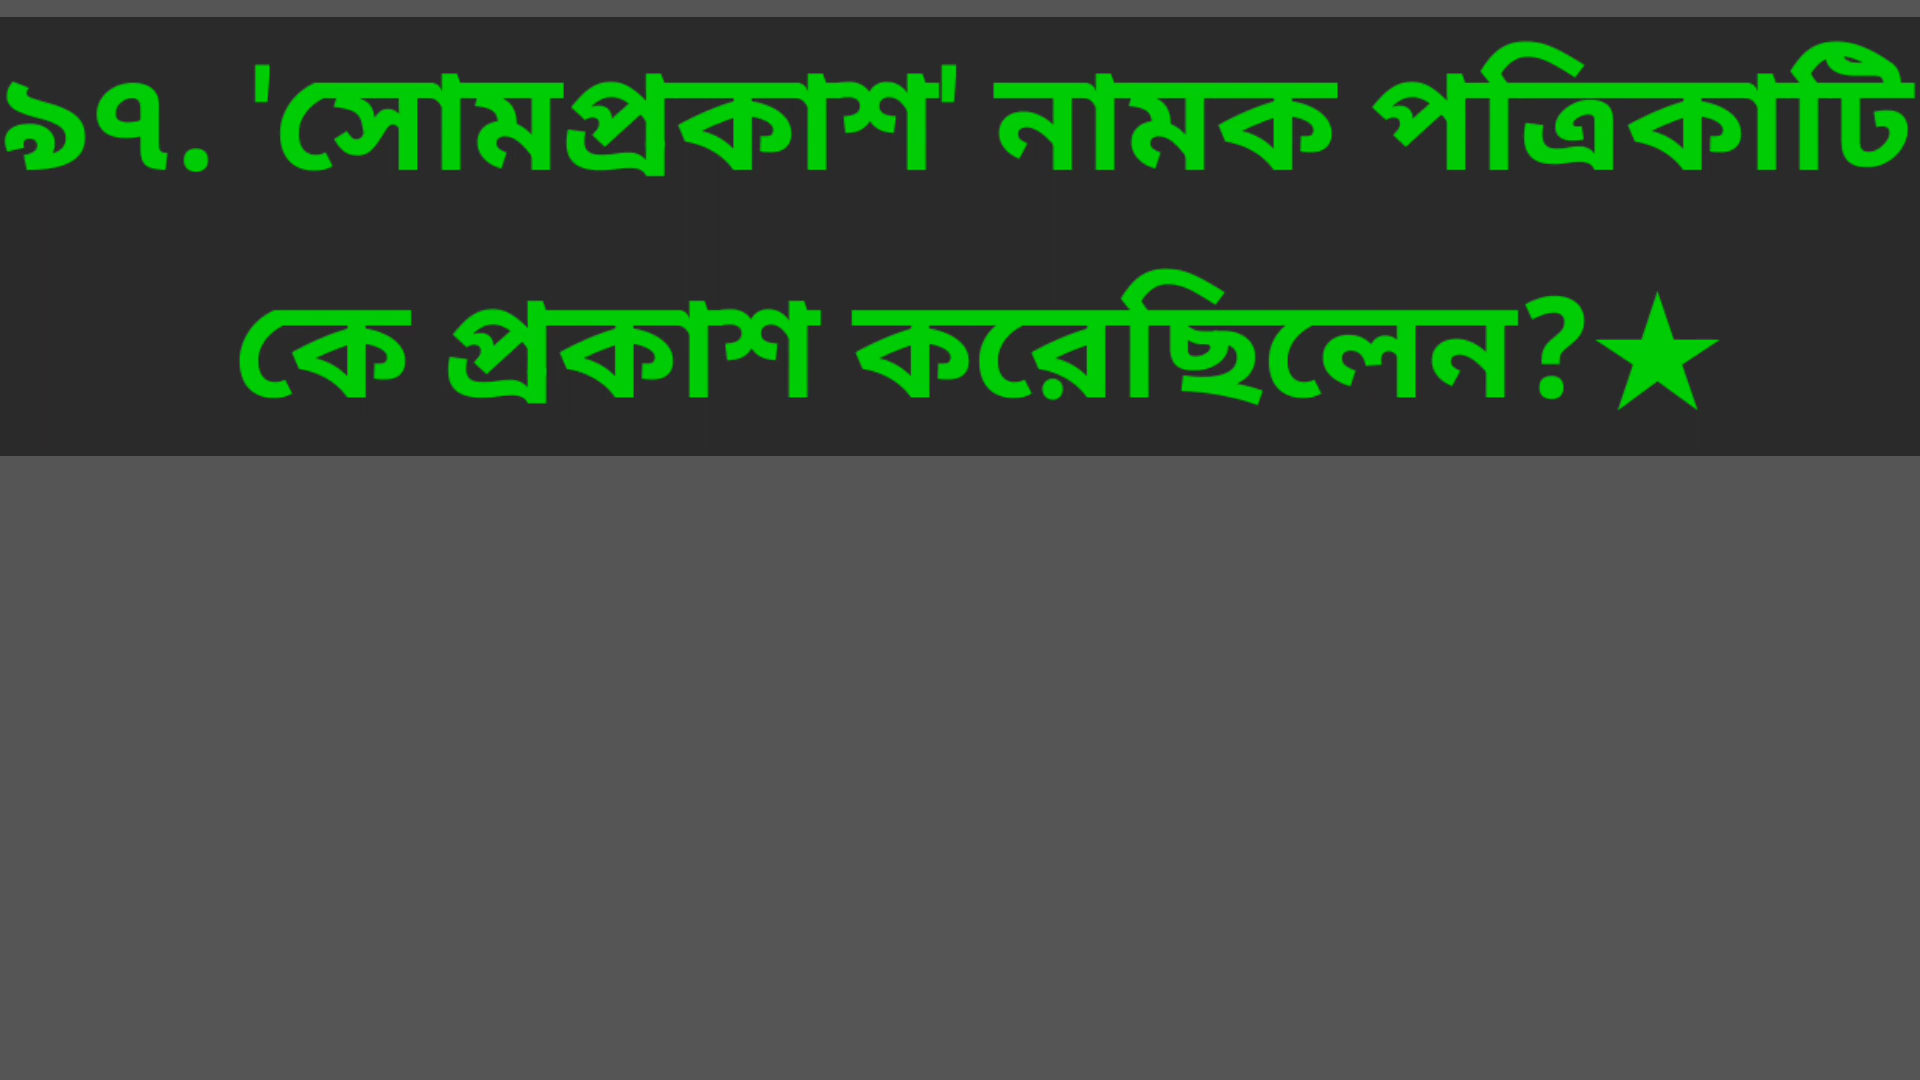 ৯৭. 'সোমপ্রকাশ' নামক পত্রিকাটি
কে প্রকাশ করেছিলেন?★